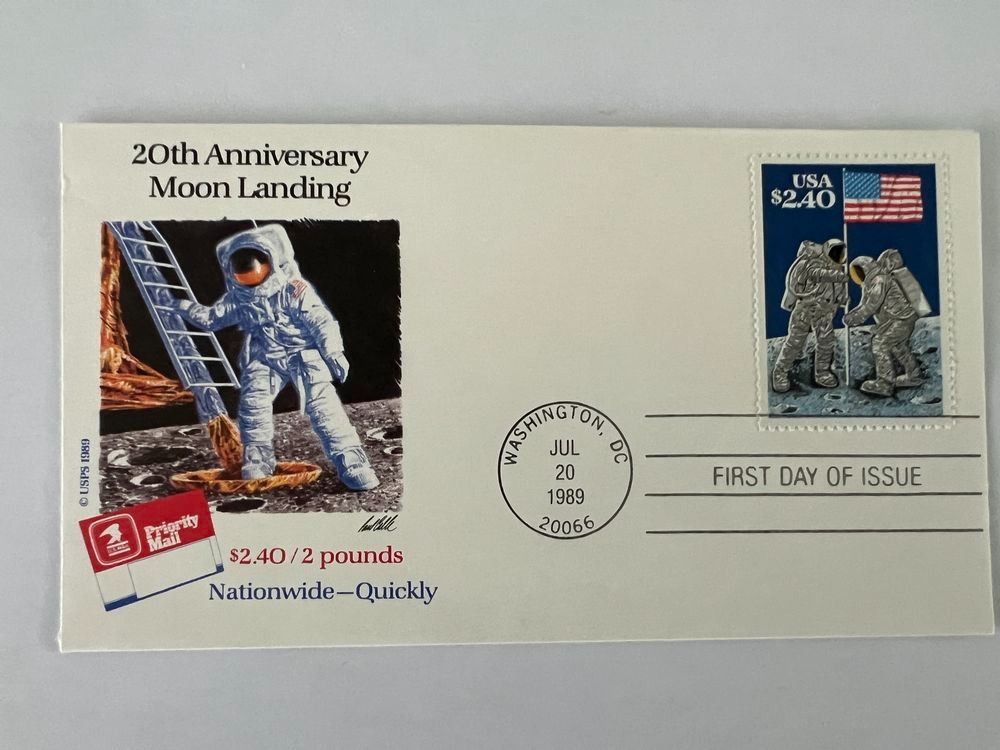 20th Anniversary
Moon Landing
USA
$2.40
© USPS 1989
Priority
Mail
$2.40 / 2 pounds
Nationwide—Quickly
WASHINGTON, DC
JUL
20
1989
20066
FIRST DAY OF ISSUE